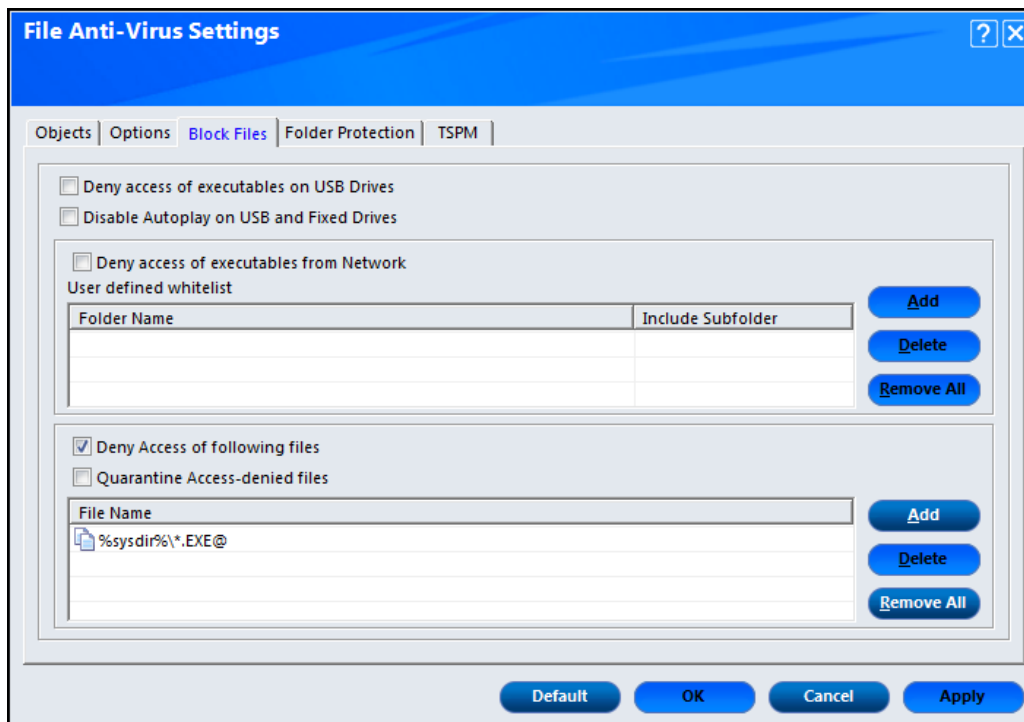 File Anti-Virus Settings
?
Objects Options Block Files Folder Protection TSPM
Deny access of executables on USB Drives
Disable Autoplay on USB and Fixed Drives
Deny access of executables from Network
User defined whitelist
Folder Name Include Subfolder
Add
Delete
Remove All
Deny Access of following files
Quarantine Access-denied files
File Name
%sysdir%\*.EXE@
Add
Delete
Remove All
Default OK Cancel Apply